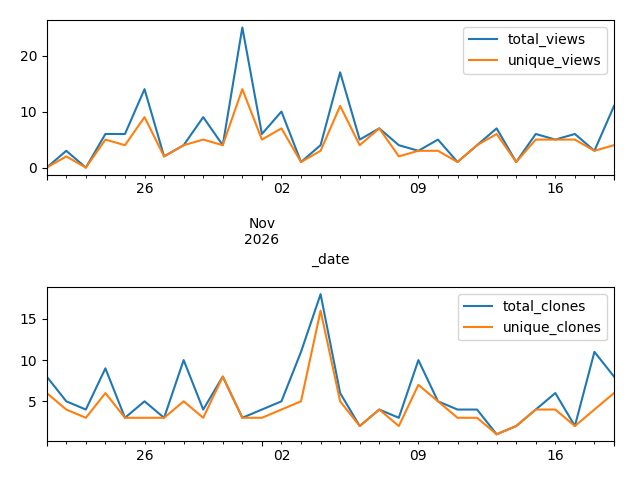 20
10
0
total_views
unique_views
26
02
09
16
Nov
2026
_date
15
10
5
total_clones
unique_clones
26
02
09
16